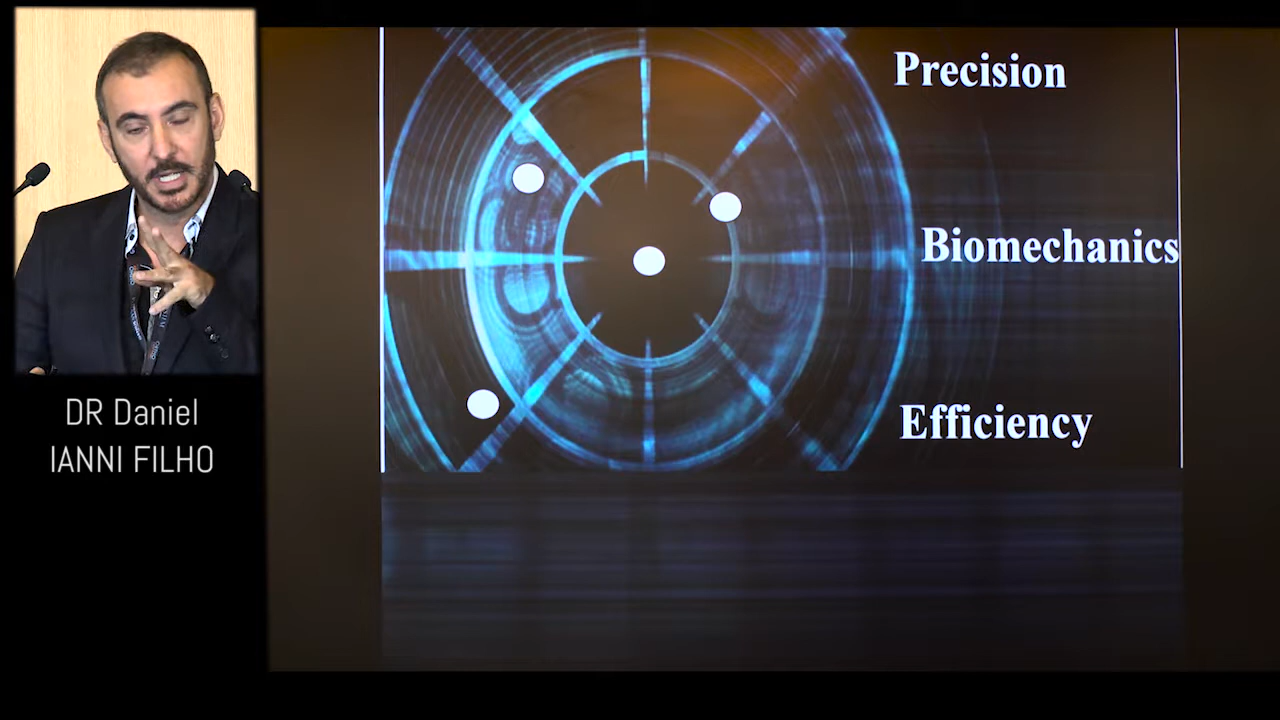 Precision
Biomechanics
Efficiency
DR Daniel
IANNI FILHO